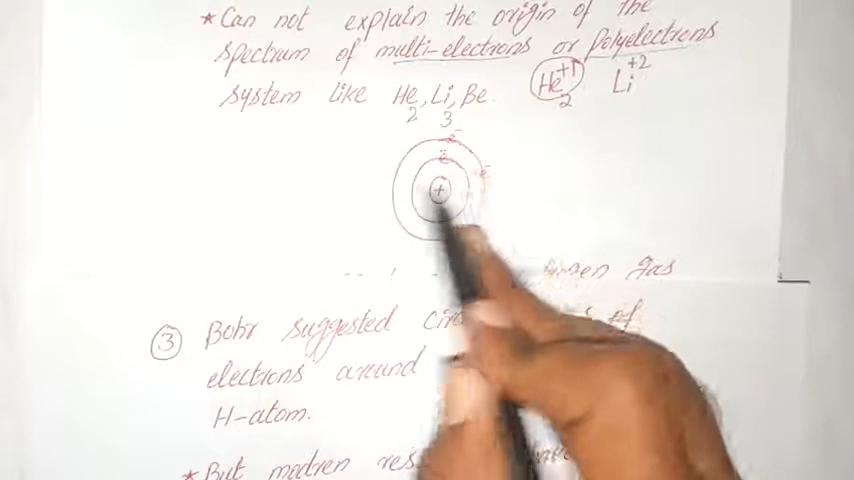 *Can not explain the origin of the
spectrum of multi-electrons or polyelectrons
system like He, Li, Be. He+1 Li+2
2 3 2
e-
e-
e-
+
gas
3 Bohr suggested of
electrons around
H-atom.
*But modren